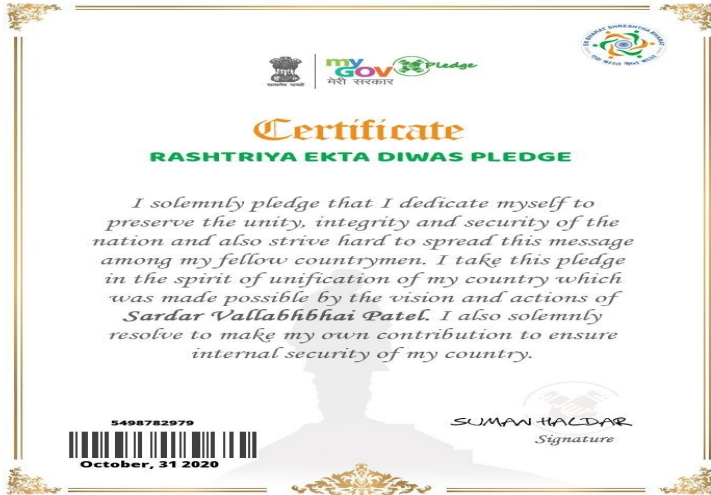 EK BHARAT SHRESHTHA BHARAT
एक भारत श्रेष्ठ भारत
सत्यमेव जयते
my
GOV
मेरी सरकार
Pledge
Certificate
RASHTRIYA EKTA DIWAS PLEDGE
I solemnly pledge that I dedicate myself to
preserve the unity, integrity and security of the
nation and also strive hard to spread this message
among my fellow countrymen. I take this pledge
in the spirit of unification of my country which
was made possible by the vision and actions of
Sardar Vallabhbhai Patel. I also solemnly
resolve to make my own contribution to ensure
internal security of my country.
5498782979
October, 31 2020
SUMAN HALDAR
Signature